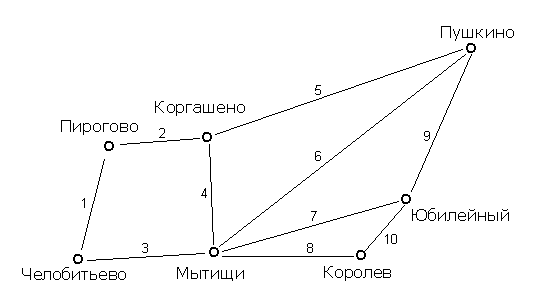 Пушкино
5
Коргашено
Пирогово
2
6
9
1
4
7
Юбилейный
3
8
10
Челобитьево
Мытищи
Королев